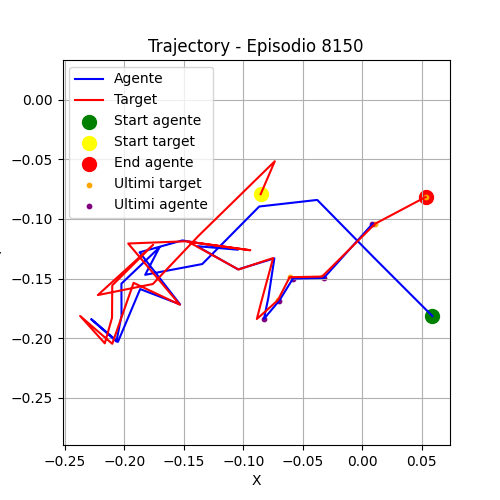 Trajectory - Episodio 8150
Agente
Target
Start agente
Start target
End agente
Ultimi target
Ultimi agente
0.00
−0.05
−0.10
−0.15
−0.20
−0.25
−0.25
−0.20
−0.15
−0.10
−0.05
0.00
0.05
X